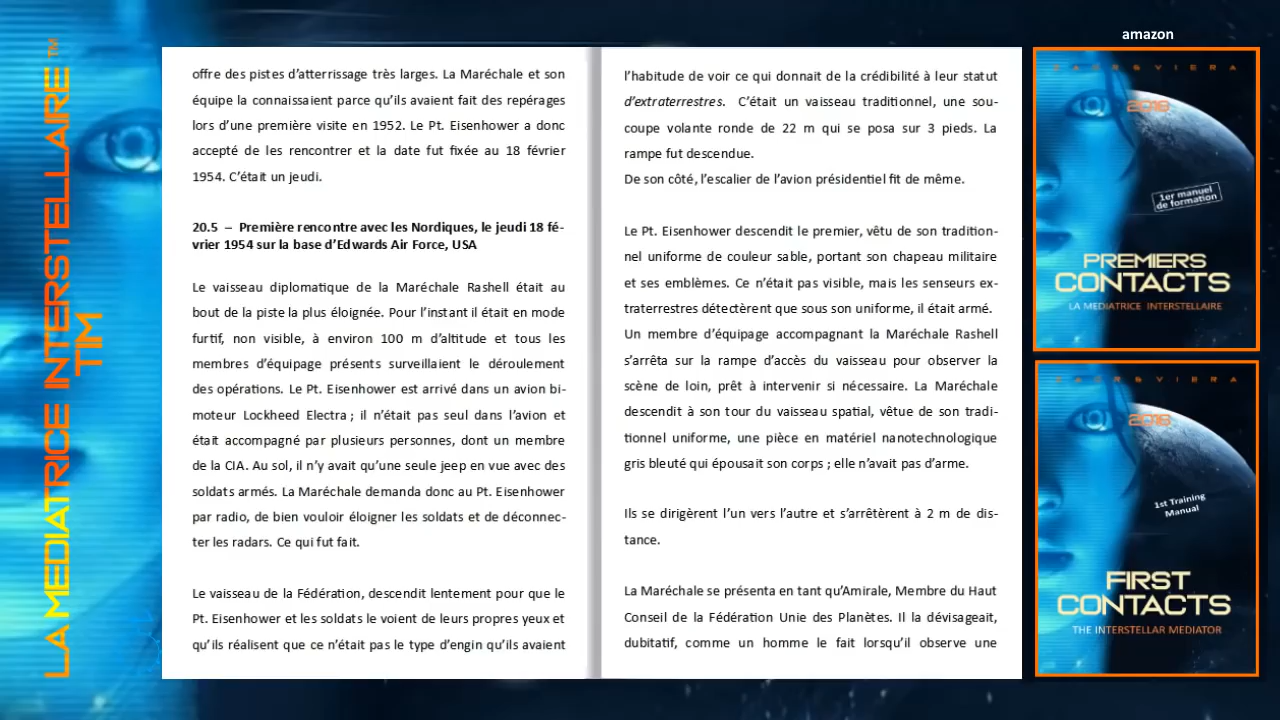 LA MEDIATRICE INTERSTELLAIRE™
TIM
offre des pistes d’atterrissage très larges. La Maréchale et son
équipe la connaissaient parce qu’ils avaient fait des repérages
lors d’une première visite en 1952. Le Pt. Eisenhower a donc
accepté de les rencontrer et la date fut fixée au 18 février
1954. C’était un jeudi.
20.5 – Première rencontre avec les Nordiques, le jeudi 18 fé-
vrier 1954 sur la base d’Edwards Air Force, USA
Le vaisseau diplomatique de la Maréchale Rashell était au
bout de la piste la plus éloignée. Pour l’instant il était en mode
furtif, non visible, à environ 100 m d’altitude et tous les
membres d’équipage présents surveillaient le déroulement
des opérations. Le Pt. Eisenhower est arrivé dans un avion bi-
moteur Lockheed Electra ; il n’était pas seul dans l’avion et
était accompagné par plusieurs personnes, dont un membre
de la CIA. Au sol, il n’y avait qu’une seule jeep en vue avec des
soldats armés. La Maréchale demanda donc au Pt. Eisenhower
par radio, de bien vouloir éloigner les soldats et de déconnec-
ter les radars. Ce qui fut fait.
Le vaisseau de la Fédération, descendit lentement pour que le
Pt. Eisenhower et les soldats le voient de leurs propres yeux et
qu’ils réalisent que ce n’était pas le type d’engin qu’ils avaient
l’habitude de voir ce qui donnait de la crédibilité à leur statut
d’extraterrestres. C’était un vaisseau traditionnel, une sou-
coupe volante ronde de 22 m qui se posa sur 3 pieds. La
rampe fut descendue.
De son côté, l’escalier de l’avion présidentiel fit de même.
Le Pt. Eisenhower descendit le premier, vêtu de son tradition-
nel uniforme de couleur sable, portant son chapeau militaire
et ses emblèmes. Ce n’était pas visible, mais les senseurs ex-
traterrestres détectèrent que sous son uniforme, il était armé.
Un membre d’équipage accompagnant la Maréchale Rashell
s’arrêta sur la rampe d’accès du vaisseau pour observer la
scène de loin, prêt à intervenir si nécessaire. La Maréchale
descendit à son tour du vaisseau spatial, vêtue de son tradi-
tionnel uniforme, une pièce en matériel nanotechnologique
gris bleuté qui épousait son corps ; elle n’avait pas d’arme.
Ils se dirigèrent l’un vers l’autre et s’arrêtèrent à 2 m de dis-
tance.
La Maréchale se présenta en tant qu’Amirale, Membre du Haut
Conseil de la Fédération Unie des Planètes. Il la dévisageait,
dubitatif, comme un homme le fait lorsqu’il observe une
amazon
VIERA
2016
1er manuel
de formation
PREMIERS
CONTACTS
LA MEDIATRICE INTERSTELLAIRE
VIERA
2016
1st Training
Manual
FIRST
CONTACTS
THE INTERSTELLAR MEDIATOR